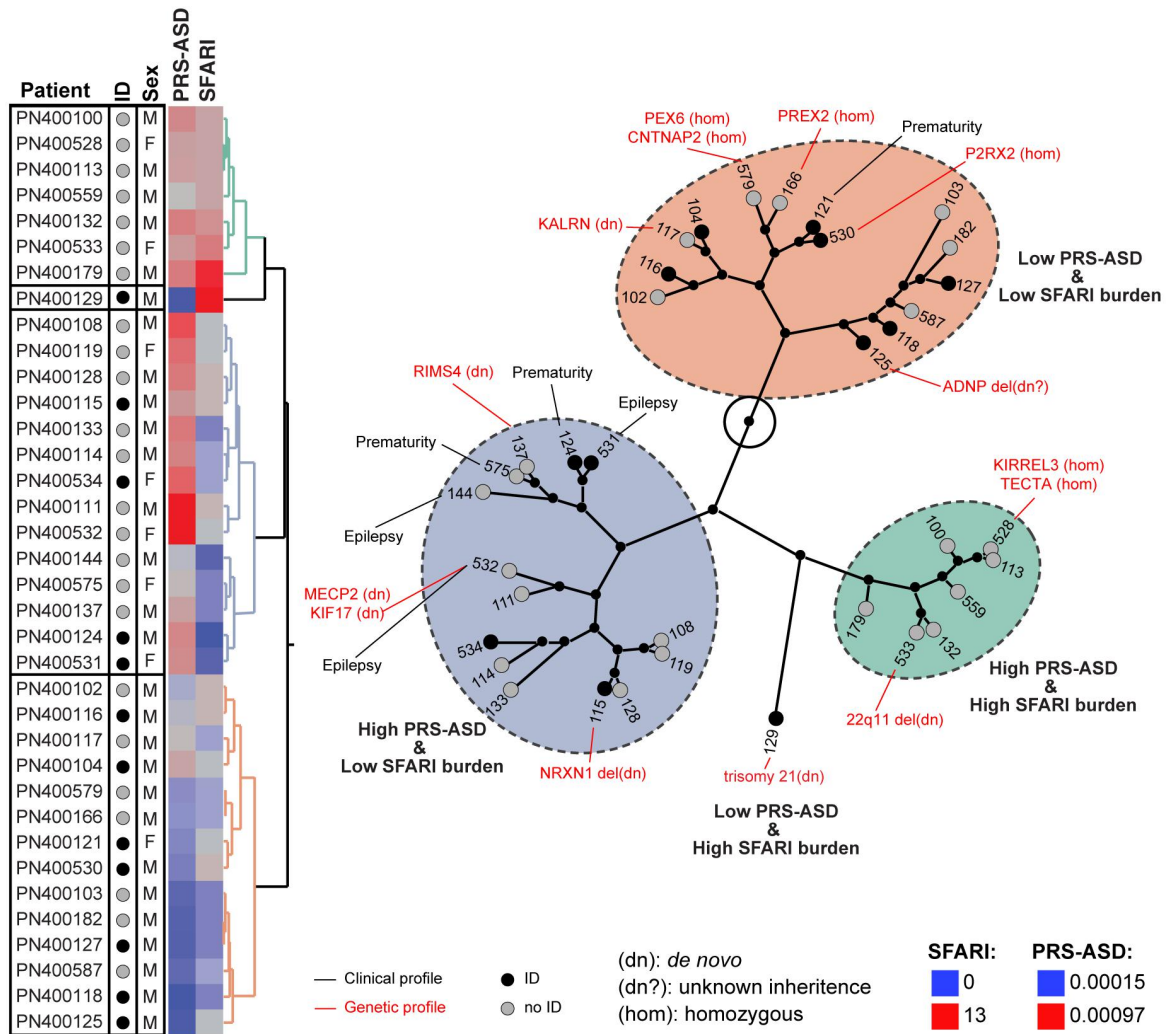 Patient ID Sex PRS-ASD SFARI
PN400100 M
PN400528 F
PN400113 M
PN400559 M
PN400132 M
PN400533 F
PN400179 M
PN400129 M
PN400108 M
PN400119 F
PN400128 M
PN400115 M
PN400133 M
PN400114 M
PN400534 F
PN400111 M
PN400532 F
PN400144 M
PN400575 F
PN400137 M
PN400124 M
PN400531 F
PN400102 M
PN400116 M
PN400117 M
PN400104 M
PN400579 M
PN400166 M
PN400121 F
PN400530 M
PN400103 M
PN400182 M
PN400127 M
PN400587 M
PN400118 M
PN400125 M
PEX6 (hom)
CNTNAP2 (hom)
PREX2 (hom)
Prematurity
P2RX2 (hom)
KALRN (dn)
579
166
121
530
104
117
116
102
103
182
127
587
118
125
Low PRS-ASD
&
Low SFARI burden
ADNP del(dn?)
RIMS4 (dn)
Prematurity
Epilepsy
Prematurity
137
575
124
531
144
Epilepsy
MECP2 (dn)
KIF17 (dn)
Epilepsy
532
111
534
114
133
115
128
108
119
High PRS-ASD
&
Low SFARI burden
NRXN1 del(dn)
KIRREL3 (hom)
TECTA (hom)
100
528
113
559
179
533
132
High PRS-ASD
&
High SFARI burden
22q11 del(dn)
129
trisomy 21(dn)
Low PRS-ASD
&
High SFARI burden
Clinical profile
Genetic profile
ID
no ID
(dn): de novo
(dn?): unknown inheritence
(hom): homozygous
SFARI:
0
13
PRS-ASD:
0.00015
0.00097